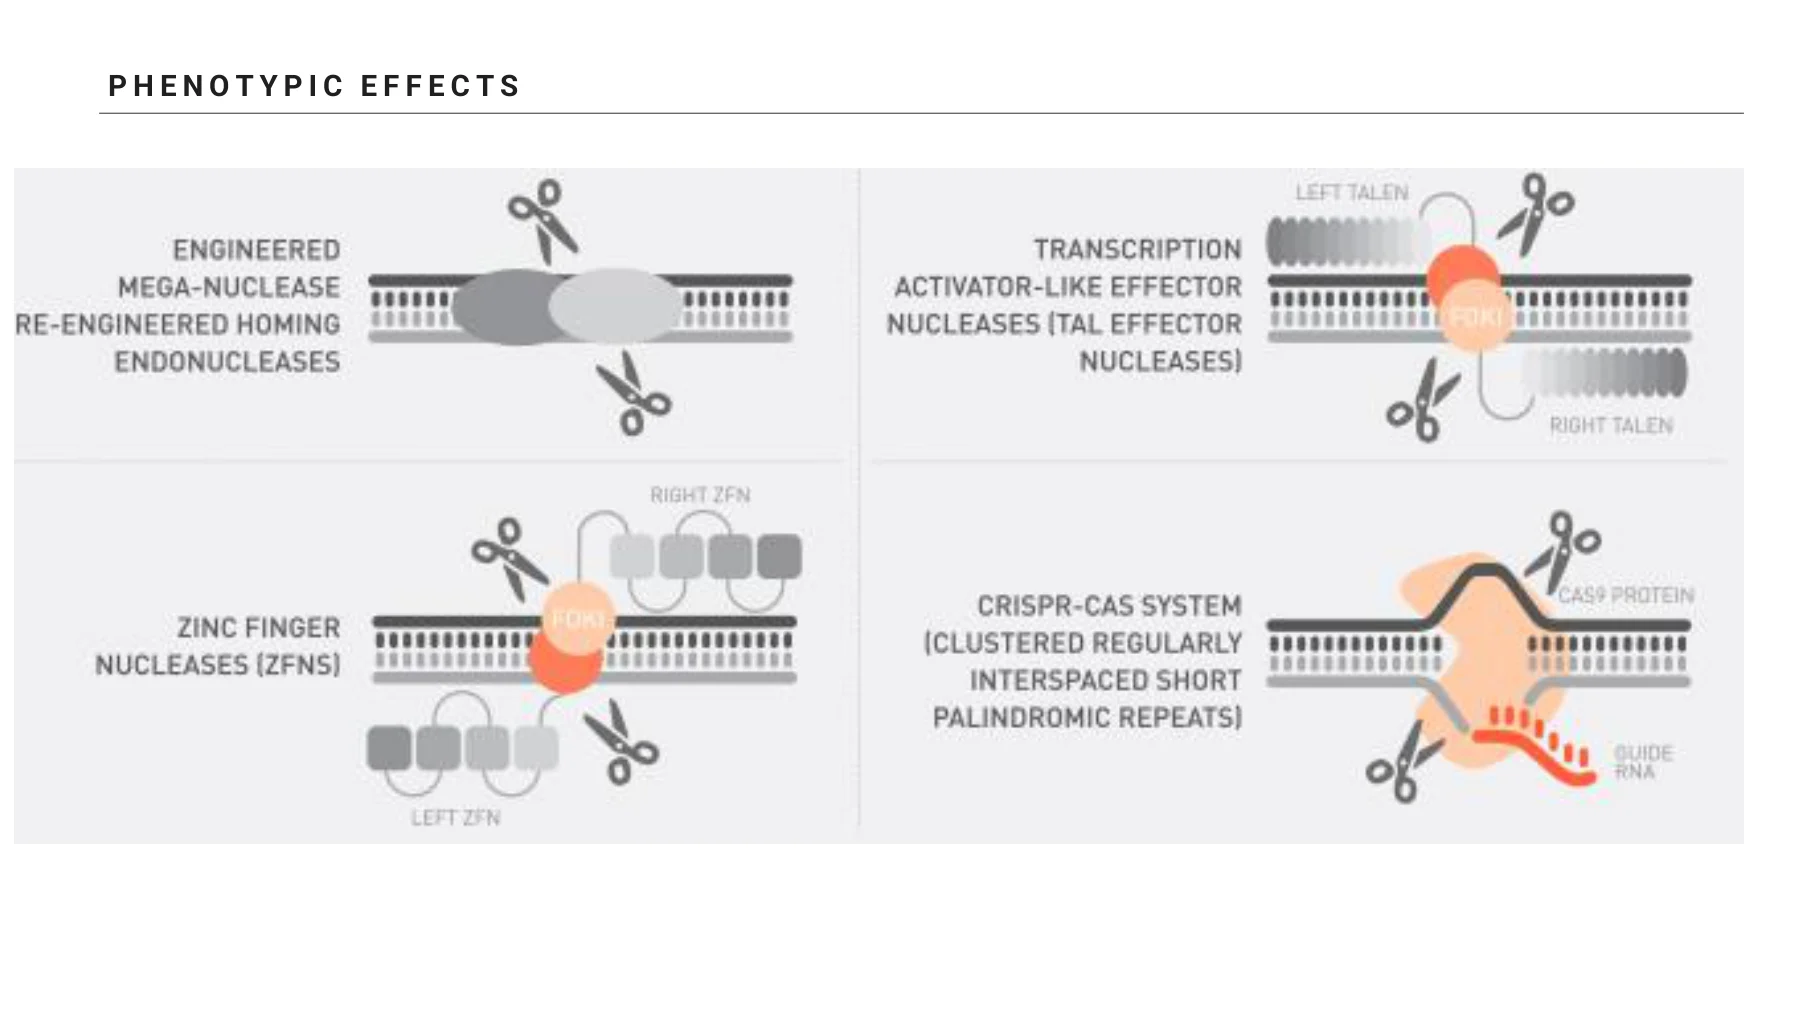 PHENOTYPIC EFFECTS
ENGINEERED
MEGA-NUCLEASE
RE-ENGINEERED HOMING
ENDONUCLEASES
LEFT TALEN
TRANSCRIPTION
ACTIVATOR-LIKE EFFECTOR
NUCLEASES (TAL EFFECTOR
NUCLEASES)
FOKI
RIGHT TALEN
RIGHT ZFN
ZINC FINGER
NUCLEASES (ZFNS)
FOKI
LEFT ZFN
CRISPR-CAS SYSTEM
(CLUSTERED REGULARLY
INTERSPACED SHORT
PALINDROMIC REPEATS)
CAS9 PROTEIN
GUIDE
RNA